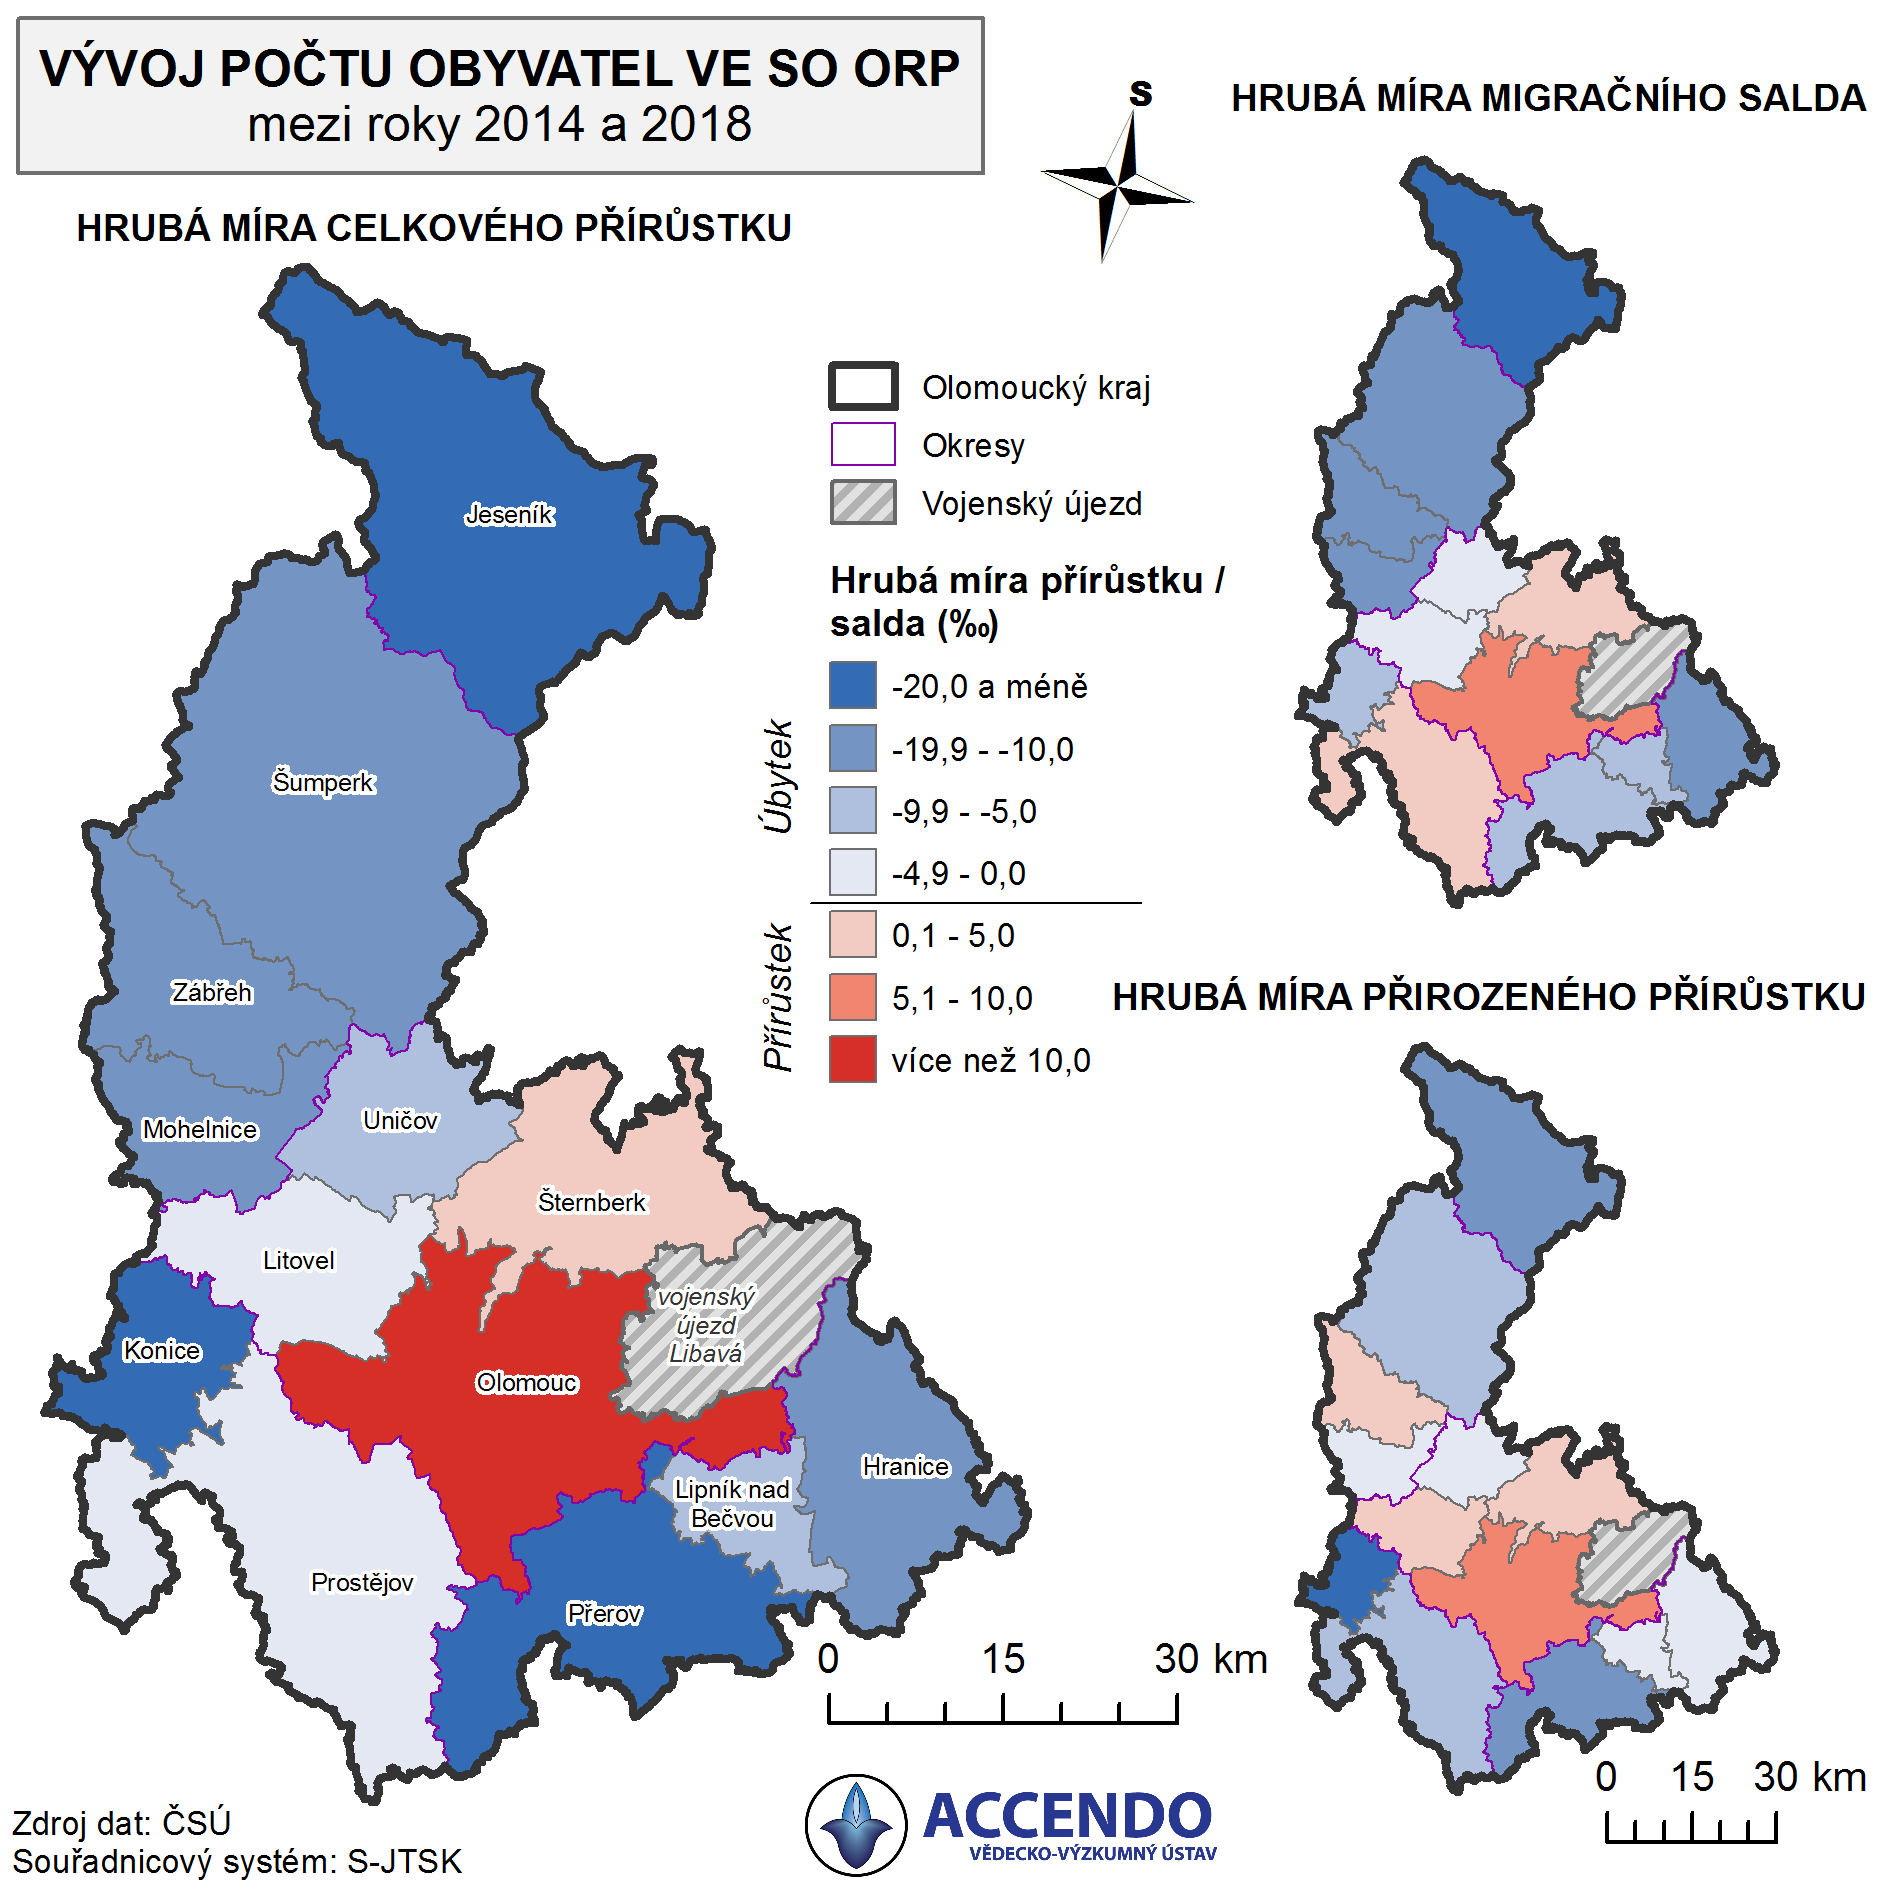 VÝVOJ POČTU OBYVATEL VE SO ORP
mezi roky 2014 a 2018
HRUBÁ MÍRA CELKOVÉHO PŘÍRŮSTKU
S
HRUBÁ MÍRA MIGRAČNÍHO SALDA
Olomoucký kraj
Okresy
Vojenský újezd
Hrubá míra přírůstku /
salda (‰)
Úbytek
-20,0 a méně
-19,9 - -10,0
-9,9 - -5,0
-4,9 - 0,0
Přírůstek
0,1 - 5,0
5,1 - 10,0
více než 10,0
Jeseník
Šumperk
Zábřeh
Mohelnice
Uničov
Šternberk
Litovel
vojenský
újezd
Libavá
Konice
Olomouc
Hranice
Lipník nad
Bečvou
Prostějov
Přerov
0 15 30 km
HRUBÁ MÍRA PŘIROZENÉHO PŘÍRŮSTKU
0 15 30 km
Zdroj dat: ČSÚ
Souřadnicový systém: S-JTSK
ACCENDO
VĚDECKO-VÝZKUMNÝ ÚSTAV